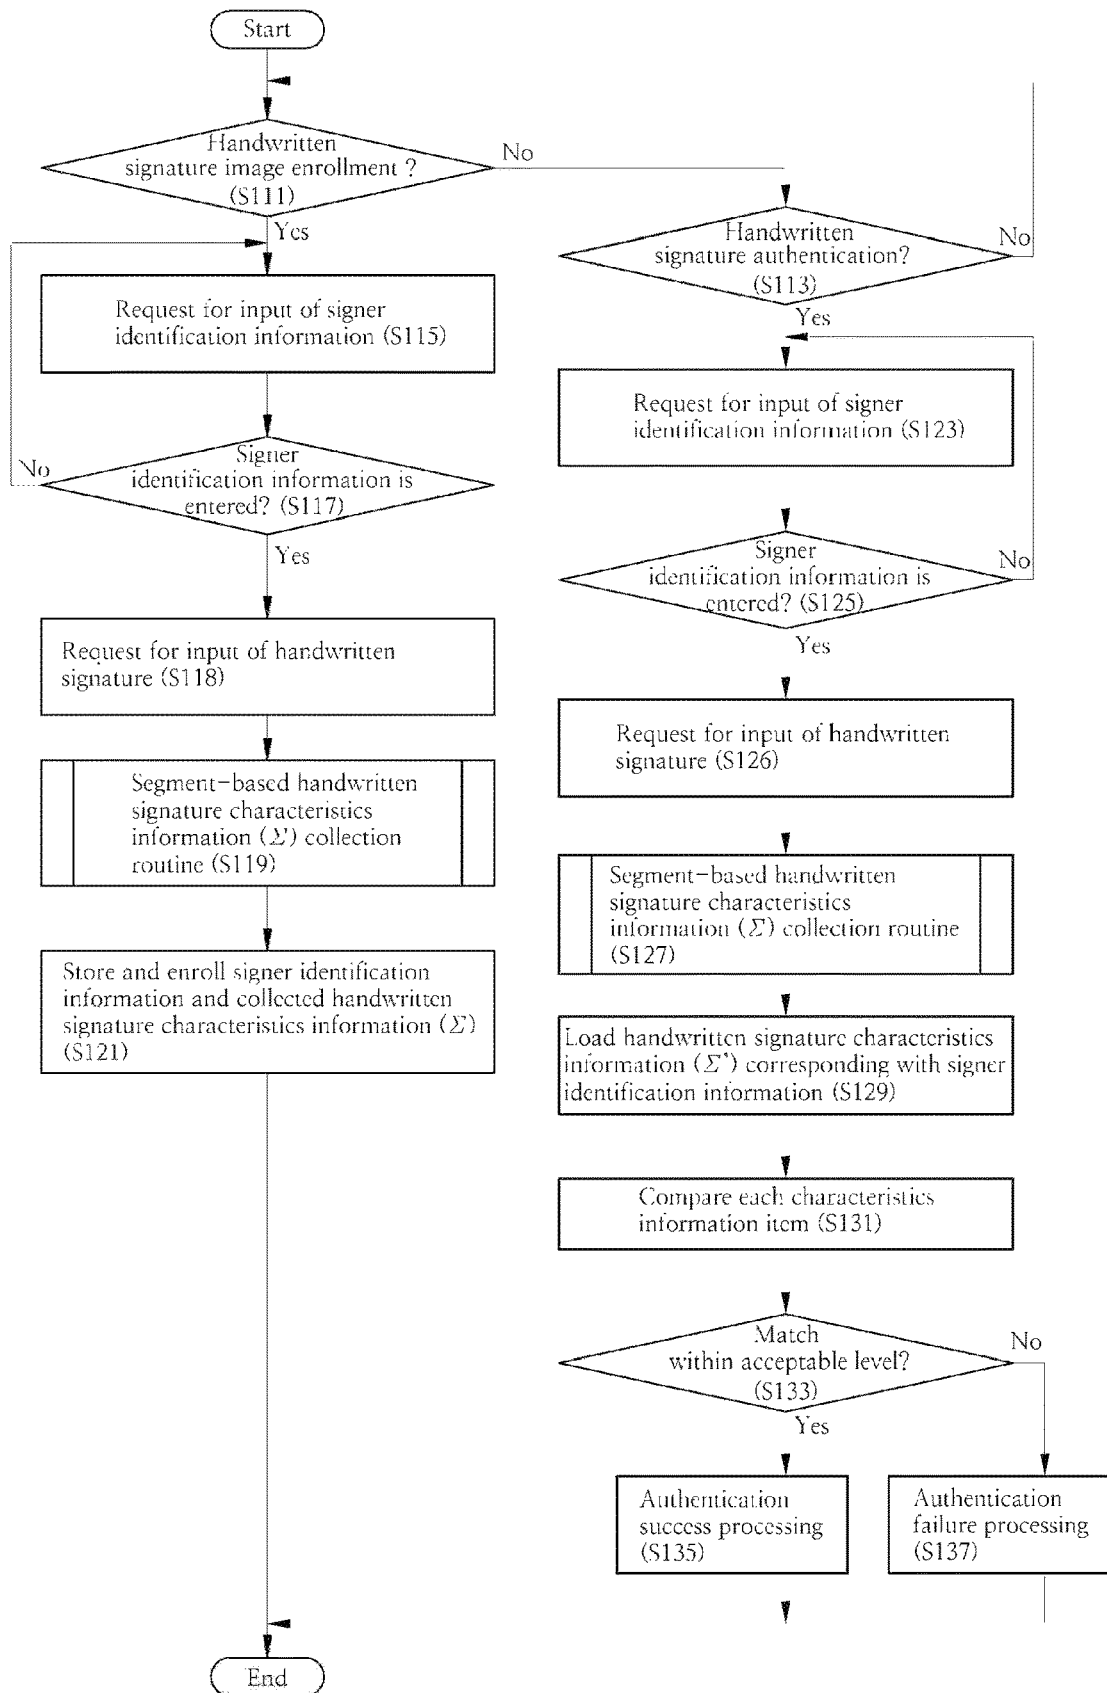 Start
Handwritten
signature image enrollment ?
(S111)
No
Yes
Handwritten
signature authentication?
(S113)
No
Yes
Request for input of signer
identification information (S115)
Request for input of signer
identification information (S123)
Signer
identification information is
entered? (S117)
No
Yes
Signer
identification information is
entered? (S125)
No
Yes
Request for input of handwritten
signature (S118)
Request for input of handwritten
signature (S126)
Segment-based handwritten
signature characteristics
information (Σ') collection
routine (S119)
Segment-based handwritten
signature characteristics
information (Σ) collection routine
(S127)
Store and enroll signer identification
information and collected handwritten
signature characteristics information (Σ)
(S121)
Load handwritten signature characteristics
information (Σ') corresponding with signer
identification information (S129)
Compare each characteristics
information item (S131)
Match
within acceptable level?
(S133)
No
Yes
Authentication
success processing
(S135)
Authentication
failure processing
(S137)
End